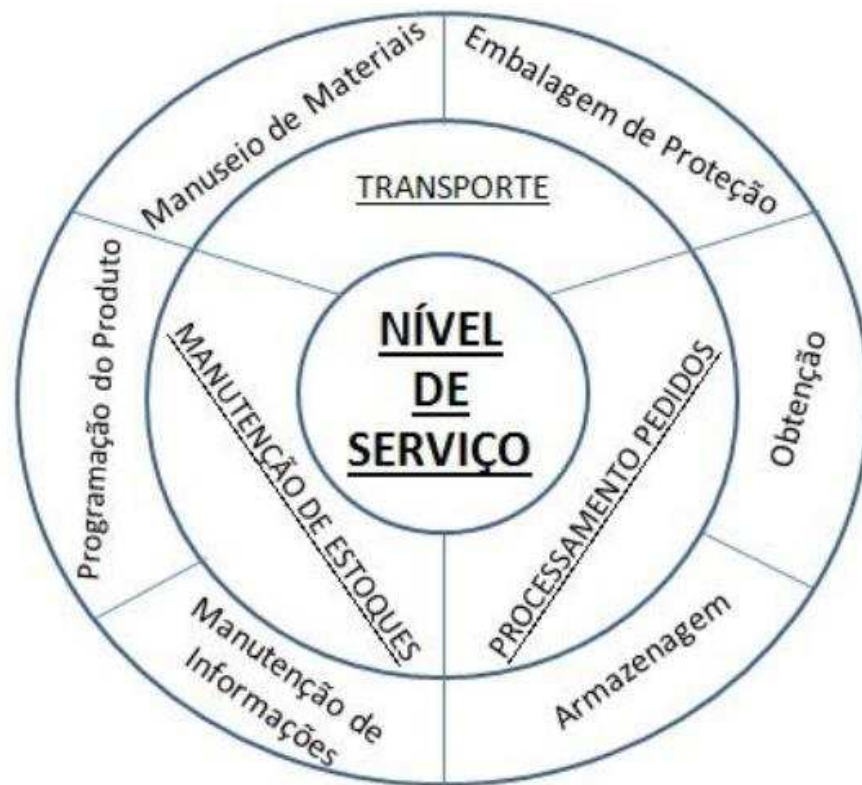 Manuseio de Materiais
Embalagem de Proteção
TRANSPORTE
Programação do Produto
MANUTENÇÃO DE ESTOQUES
NÍVEL
DE
SERVIÇO
PROCESSAMENTO PEDIDOS
Obtenção
Manutenção de
Informações
Armazenagem